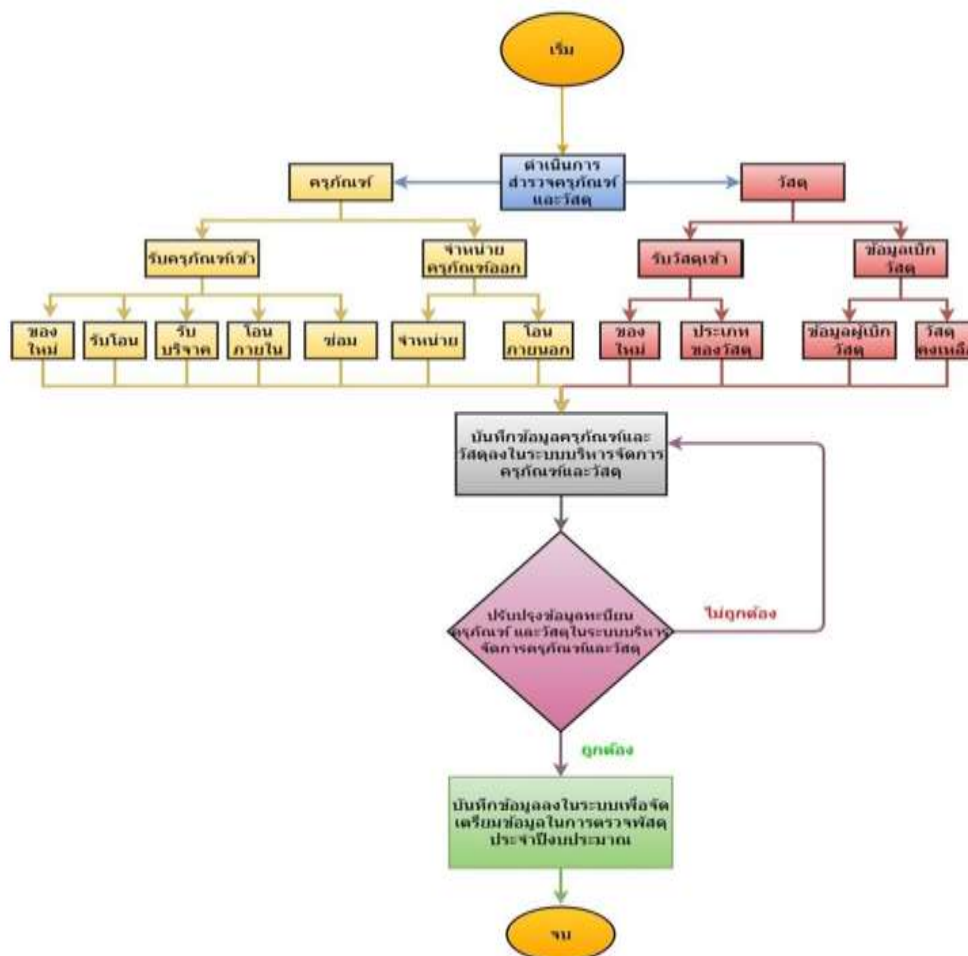 เริ่ม
ดำเนินการ
สำรวจครุภัณฑ์
และวัสดุ
ครุภัณฑ์
วัสดุ
รับครุภัณฑ์เข้า
จำหน่าย
ครุภัณฑ์ออก
รับวัสดุเข้า
ข้อมูลเบิก
วัสดุ
ของ
ใหม่
รับโอน
รับ
บริจาค
โอน
ภายใน
ซ่อม
จำหน่าย
โอน
ภายนอก
ของ
ใหม่
ประเภท
ของวัสดุ
ข้อมูลผู้เบิก
วัสดุ
วัสดุ
คงเหลือ
บันทึกข้อมูลครุภัณฑ์และ
วัสดุลงในระบบบริหารจัดการ
ครุภัณฑ์และวัสดุ
ปรับปรุงข้อมูลทะเบียน
ครุภัณฑ์ และวัสดุในระบบบริหาร
จัดการครุภัณฑ์และวัสดุ
ไม่ถูกต้อง
ถูกต้อง
บันทึกข้อมูลลงในระบบเพื่อจัด
เตรียมข้อมูลในการตรวจพัสดุ
ประจำปีงบประมาณ
จบ